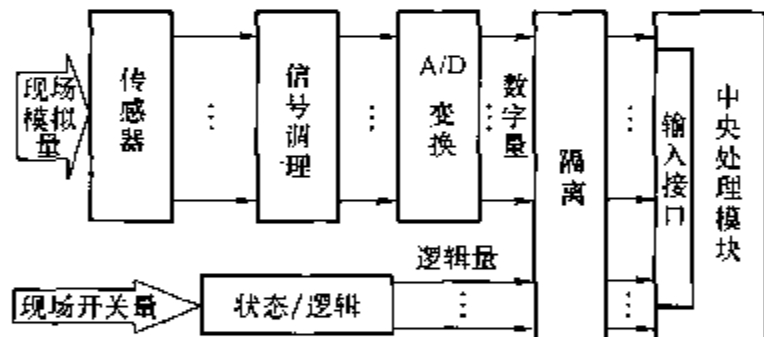 现场
模拟
量
传感器
信号调理
A/D
变换
数字量
隔离
输入接口
中央处理模块
逻辑量
现场开关量
状态/逻辑